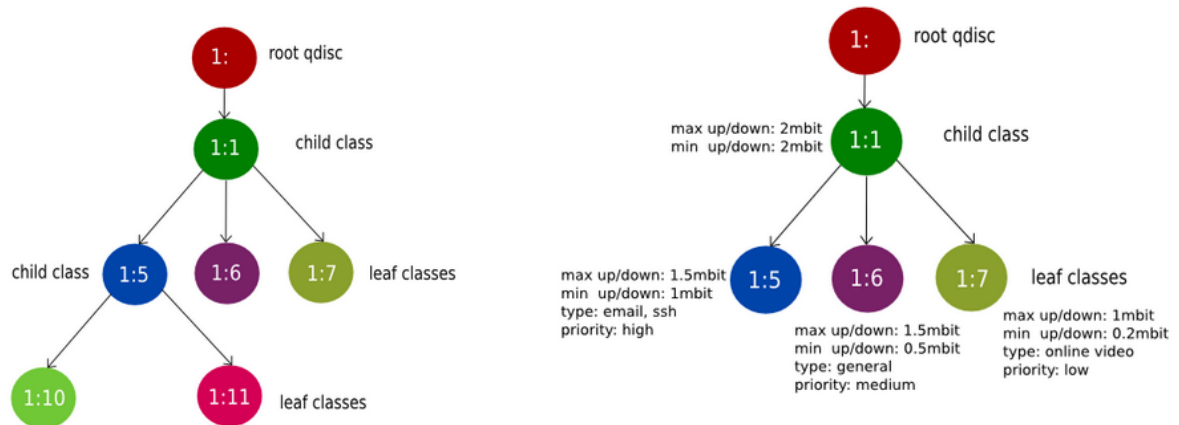 1:
root qdisc
1:1
child class
child class
1:5
1:6
1:7
leaf classes
1:10
1:11
leaf classes
1:
root qdisc
max up/down: 2mbit
min up/down: 2mbit
1:1
child class
1:5
1:6
1:7
leaf classes
max up/down: 1.5mbit
min up/down: 1mbit
type: email, ssh
priority: high
max up/down: 1.5mbit
min up/down: 0.5mbit
type: general
priority: medium
max up/down: 1mbit
min up/down: 0.2mbit
type: online video
priority: low